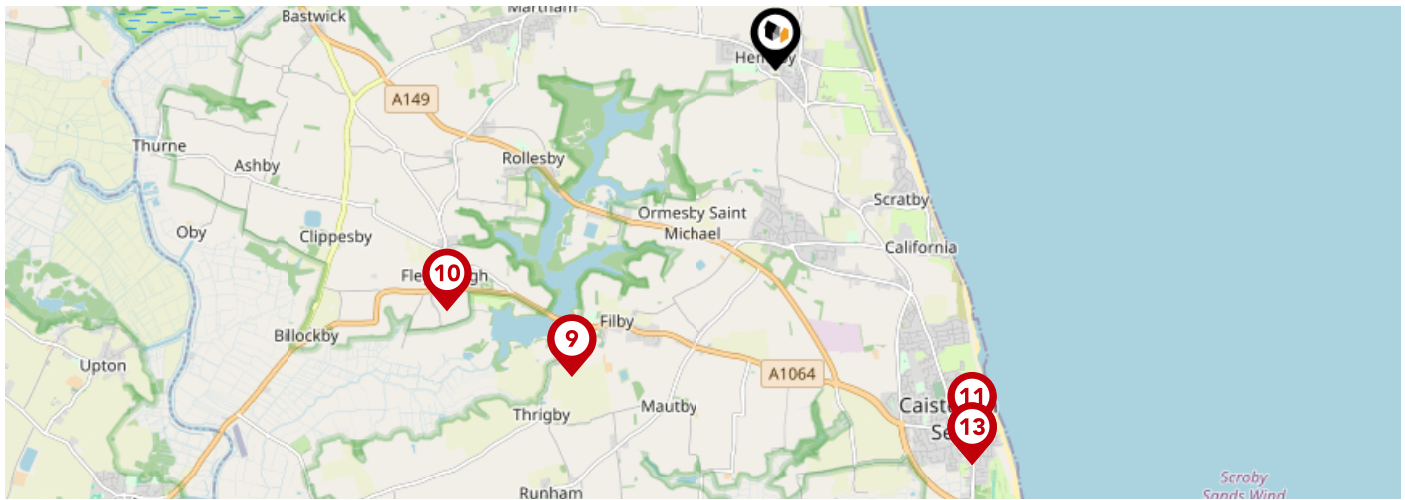 Martham
Bastwick
A149
Thurne
Ashby
Rollesby
Scratby
Ormesby Saint
Michael
Oby
Clippesby
California
10
Billockby
Filby
9
Upton
A1064
11
Thrigby
Mautby
13
Runham
Scroby
Sands Wind